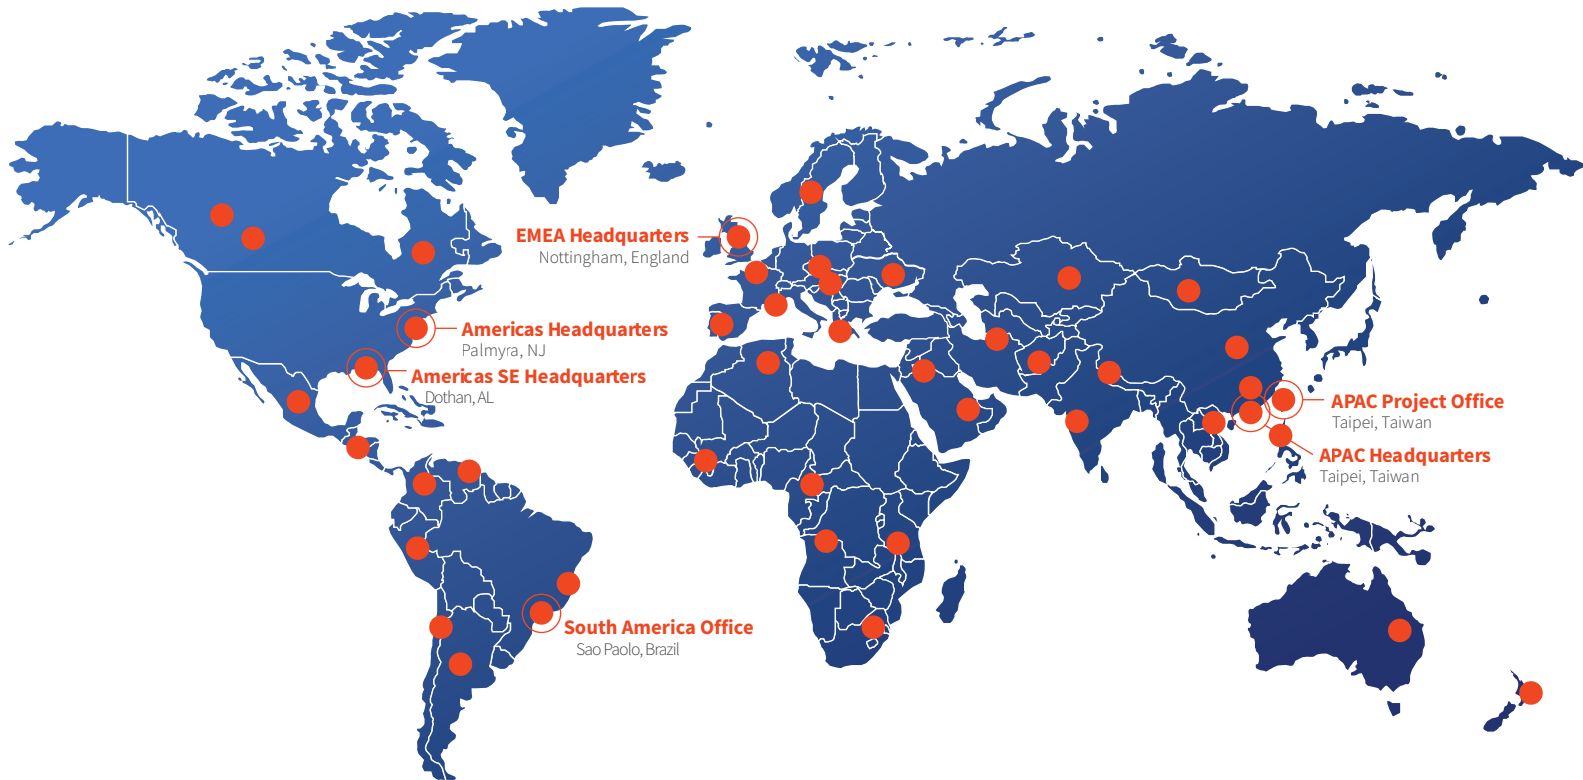 EMEA Headquarters
Nottingham, England
Americas Headquarters
Palmyra, NJ
Americas SE Headquarters
Dothan, AL
APAC Project Office
Taipei, Taiwan
APAC Headquarters
Taipei, Taiwan
South America Office
Sao Paolo, Brazil